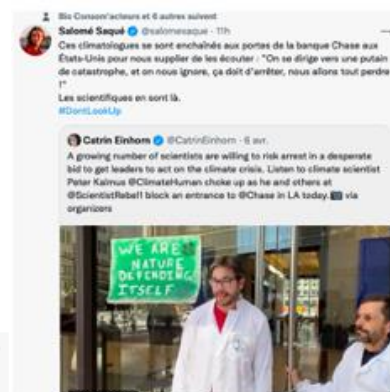 Bio Consom'acteurs et 6 autres suivent
Salomé Saqué @salomesaque · 11h
Ces climatologues se sont enchaînés aux portes de la banque Chase aux
États-Unis pour nous supplier de les écouter : "On se dirige vers une putain
de catastrophe, et on nous ignore, ça doit d'arrêter, nous allons tout perdre
!"
Les scientifiques en sont là.
#DontLookUp
Catrin Einhorn @CatrinEinhorn · 6 avr.
A growing number of scientists are willing to risk arrest in a desperate
bid to get leaders to act on the climate crisis. Listen to climate scientist
Peter Kalmus @ClimateHuman choke up as he and others at
@ScientistRebel1 block an entrance to @Chase in LA today. via
organizers
WE ARE
NATURE
DEFENDING
ITSELF